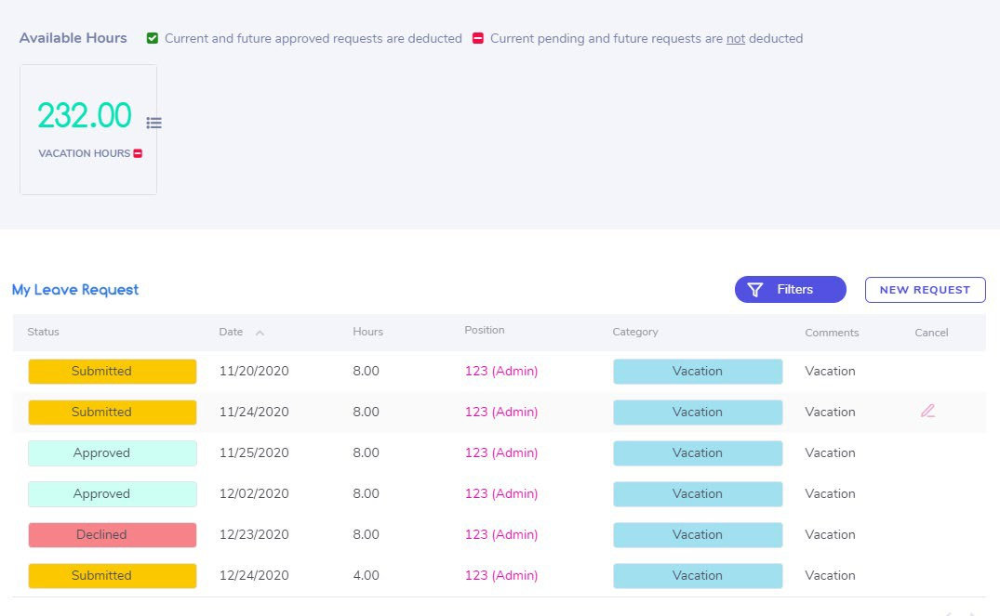 Available Hours Current and future approved requests are deducted Current pending and future requests are not deducted
232.00
VACATION HOURS
My Leave Request Filters NEW REQUEST
Status Date Hours Position Category Comments Cancel
Submitted 11/20/2020 8.00 123 (Admin) Vacation Vacation
Submitted 11/24/2020 8.00 123 (Admin) Vacation Vacation
Approved 11/25/2020 8.00 123 (Admin) Vacation Vacation
Approved 12/02/2020 8.00 123 (Admin) Vacation Vacation
Declined 12/23/2020 8.00 123 (Admin) Vacation Vacation
Submitted 12/24/2020 4.00 123 (Admin) Vacation Vacation